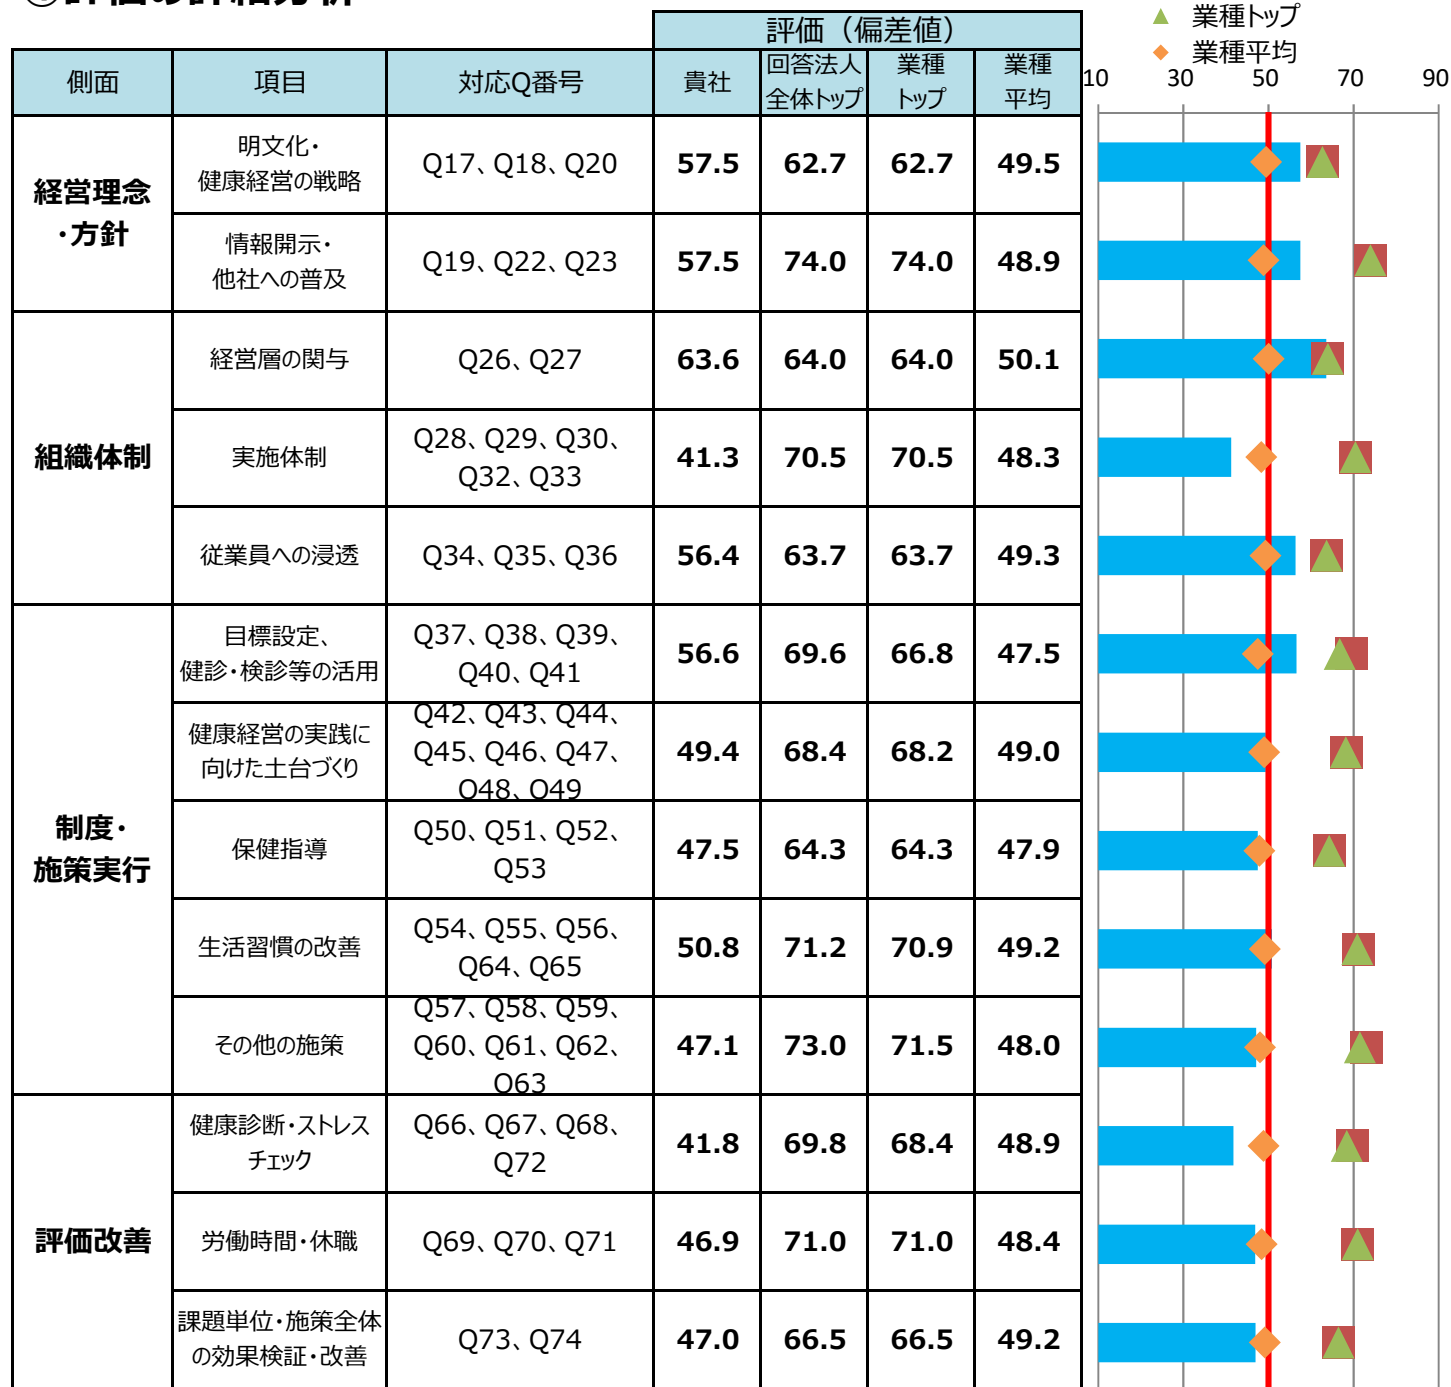 評価の詳細分析
▲ 業種トップ
◆ 業種平均
評価（偏差値）
側面 項目 対応Q番号 貴社 回答法人 業種 業種
全体トップ トップ 平均
10 30 50 70 90
経営理念
・方針
明文化・
健康経営の戦略
Q17、Q18、Q20 57.5 62.7 62.7 49.5
情報開示・
他社への普及
Q19、Q22、Q23 57.5 74.0 74.0 48.9
組織体制
経営層の関与 Q26、Q27 63.6 64.0 64.0 50.1
実施体制
Q28、Q29、Q30、
Q32、Q33
41.3 70.5 70.5 48.3
従業員への浸透 Q34、Q35、Q36 56.4 63.7 63.7 49.3
制度・
施策実行
目標設定、
健診・検診等の活用
Q37、Q38、Q39、
Q40、Q41
56.6 69.6 66.8 47.5
健康経営の実践に
向けた土台づくり
Q42、Q43、Q44、
Q45、Q46、Q47、
Q48、Q49
49.4 68.4 68.2 49.0
保健指導
Q50、Q51、Q52、
Q53
47.5 64.3 64.3 47.9
生活習慣の改善
Q54、Q55、Q56、
Q64、Q65
50.8 71.2 70.9 49.2
その他の施策
Q57、Q58、Q59、
Q60、Q61、Q62、
Q63
47.1 73.0 71.5 48.0
評価改善
健康診断・ストレス
チェック
Q66、Q67、Q68、
Q72
41.8 69.8 68.4 48.9
労働時間・休職 Q69、Q70、Q71 46.9 71.0 71.0 48.4
課題単位・施策全体
の効果検証・改善
Q73、Q74 47.0 66.5 66.5 49.2